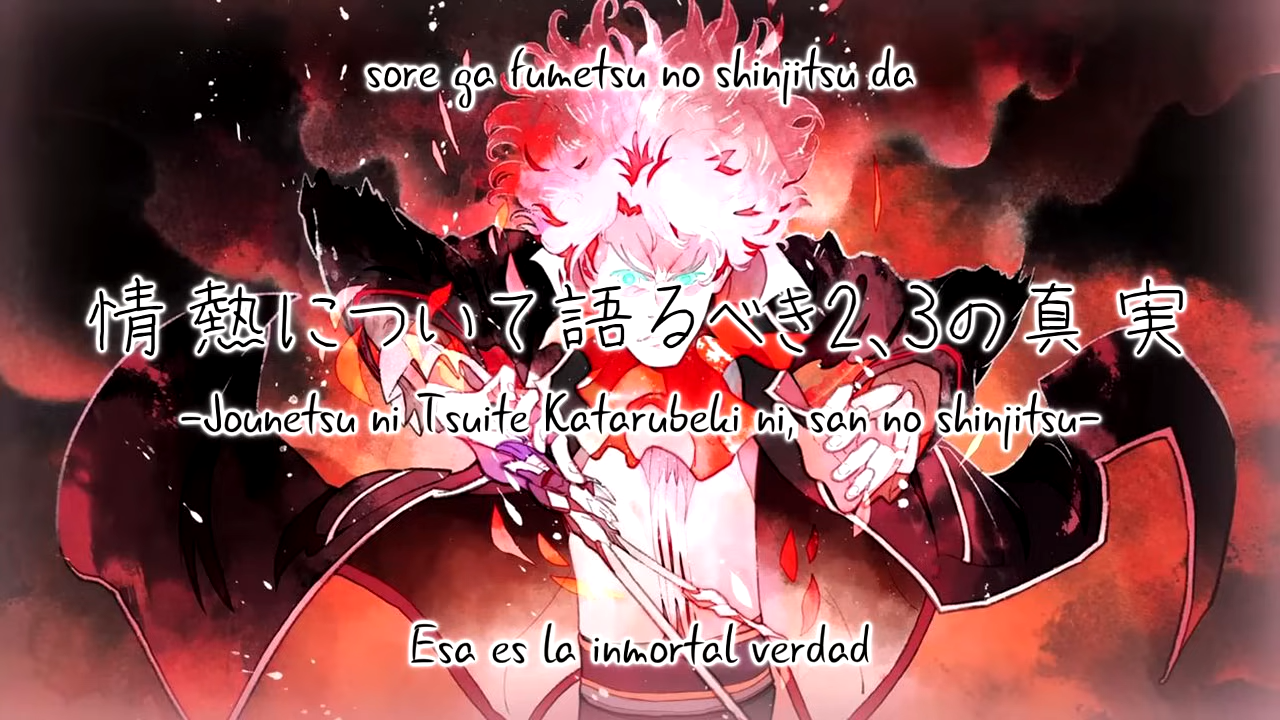 sore ga fumetsu no shinjitsu da
情熱について語るべき2、3の真実
-Jounetsu ni Tsuite Katarubeki ni, san no shinjitsu-
Esa es la inmortal verdad